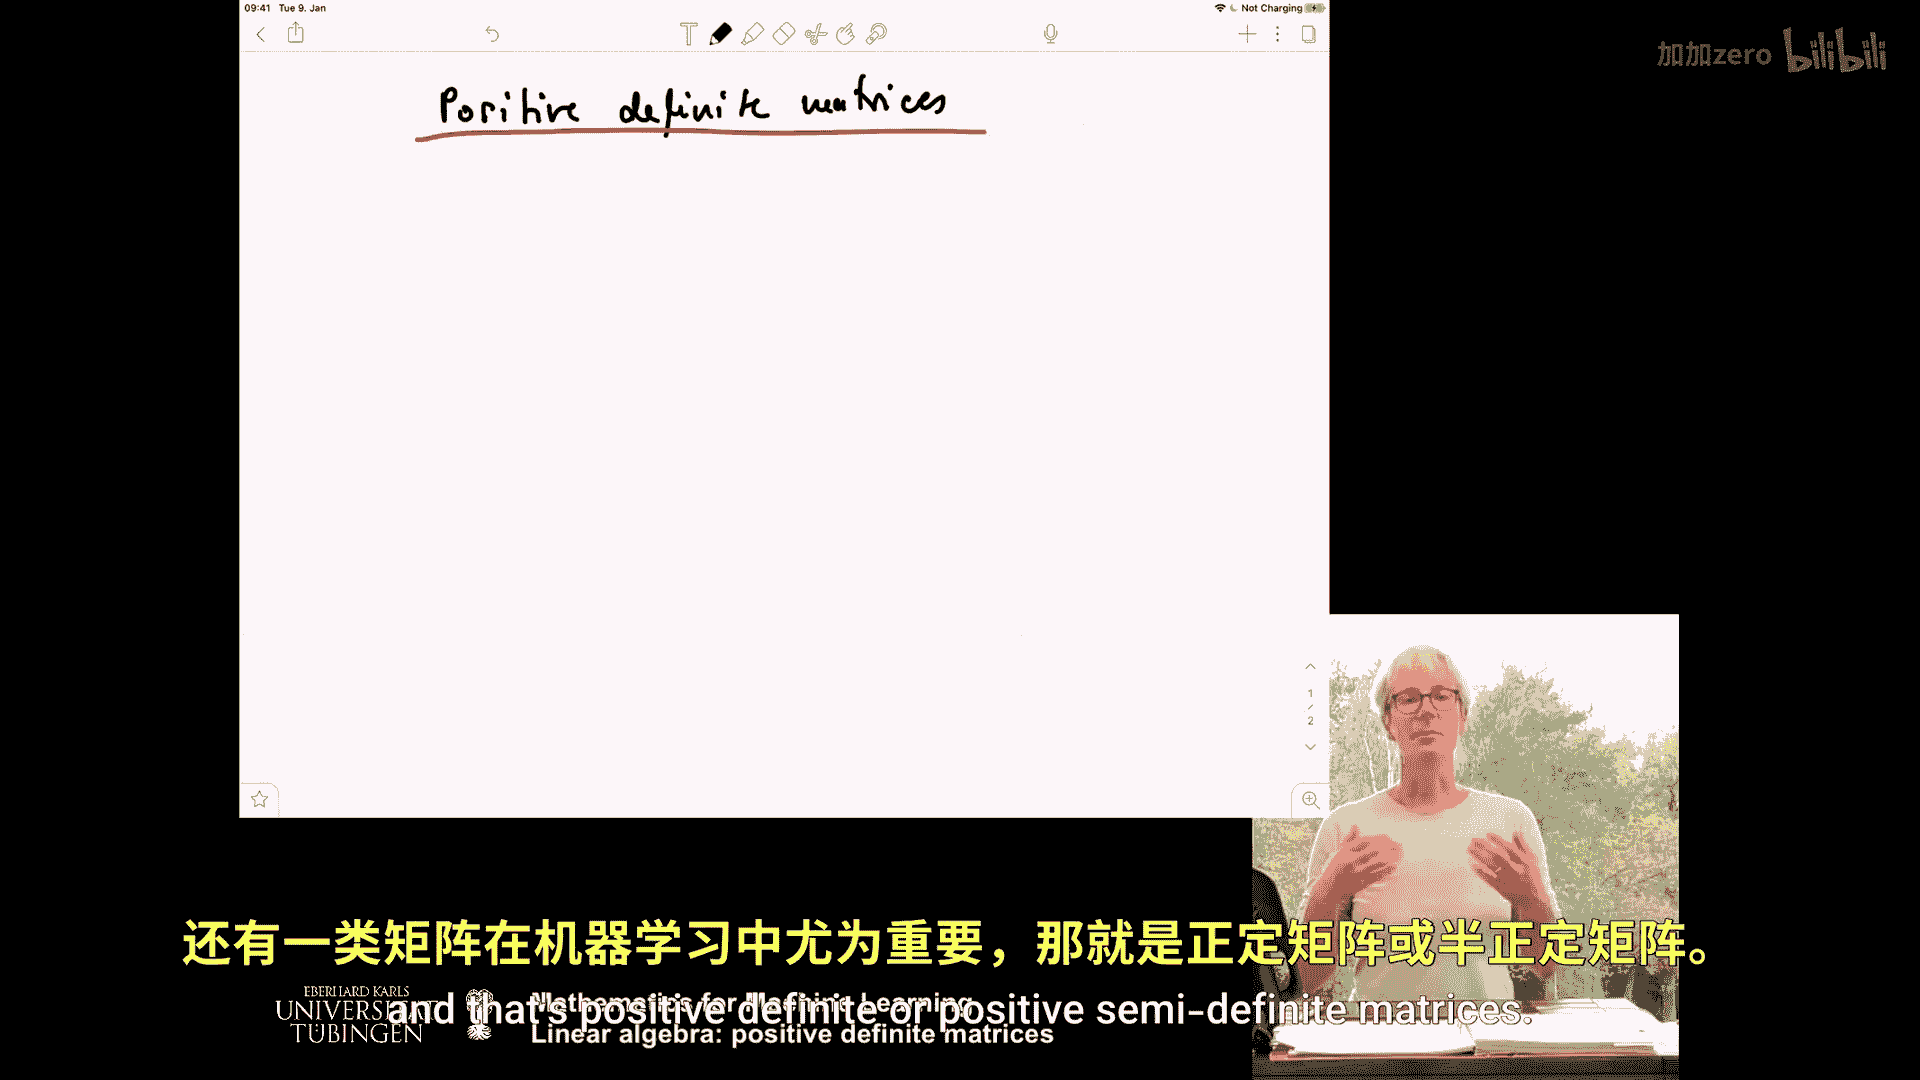 09:41 Tue 9. Jan
Not Charging
加加zero bilibili
Positive definite matrices
1
/
2
还有一类矩阵在机器学习中尤为重要，那就是正定矩阵或半正定矩阵。
EBERHARD KARLS
UNIVERSITÄT
TÜBINGEN
Mathematics for Machine Learning
and that's positive definite or positive semi-definite matrices.
Linear algebra: positive definite matrices